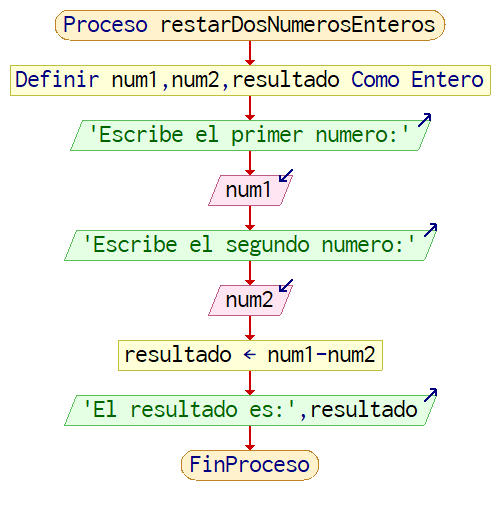 Proceso restarDosNumerosEnteros
Definir num1,num2,resultado Como Entero
'Escribe el primer numero:'
num1
'Escribe el segundo numero:'
num2
resultado ← num1-num2
'El resultado es:',resultado
FinProceso